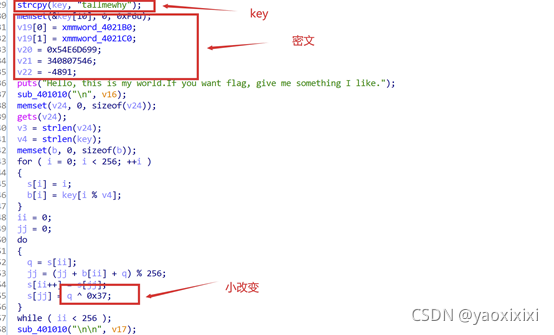 29 strcpy(key, "tallmewhy"); key
memset(&key[10], 0, 0xF6u);
v19[0] = xmmword_4021B0;
v19[1] = xmmword_4021C0;
v20 = 0x54E6D699; 密文
v21 = 340807546;
v22 = -4891;
puts("Hello, this is my world.If you want flag, give me something I like.");
sub_401010("\n", v16);
memset(v24, 0, sizeof(v24));
gets(v24);
v3 = strlen(v24);
v4 = strlen(key);
memset(b, 0, sizeof(b));
for ( i = 0; i < 256; ++i )
{
s[i] = i;
b[i] = key[i % v4];
}
ii = 0;
jj = 0;
do
{
q = s[ii];
jj = (jj + b[ii] + q) % 256;
s[ii++] = s[jj];
s[jj] = q ^ 0x37; 小改变
}
while ( ii < 256 );
sub_401010("\n\n", v17);
CSDN @yaoxixixi